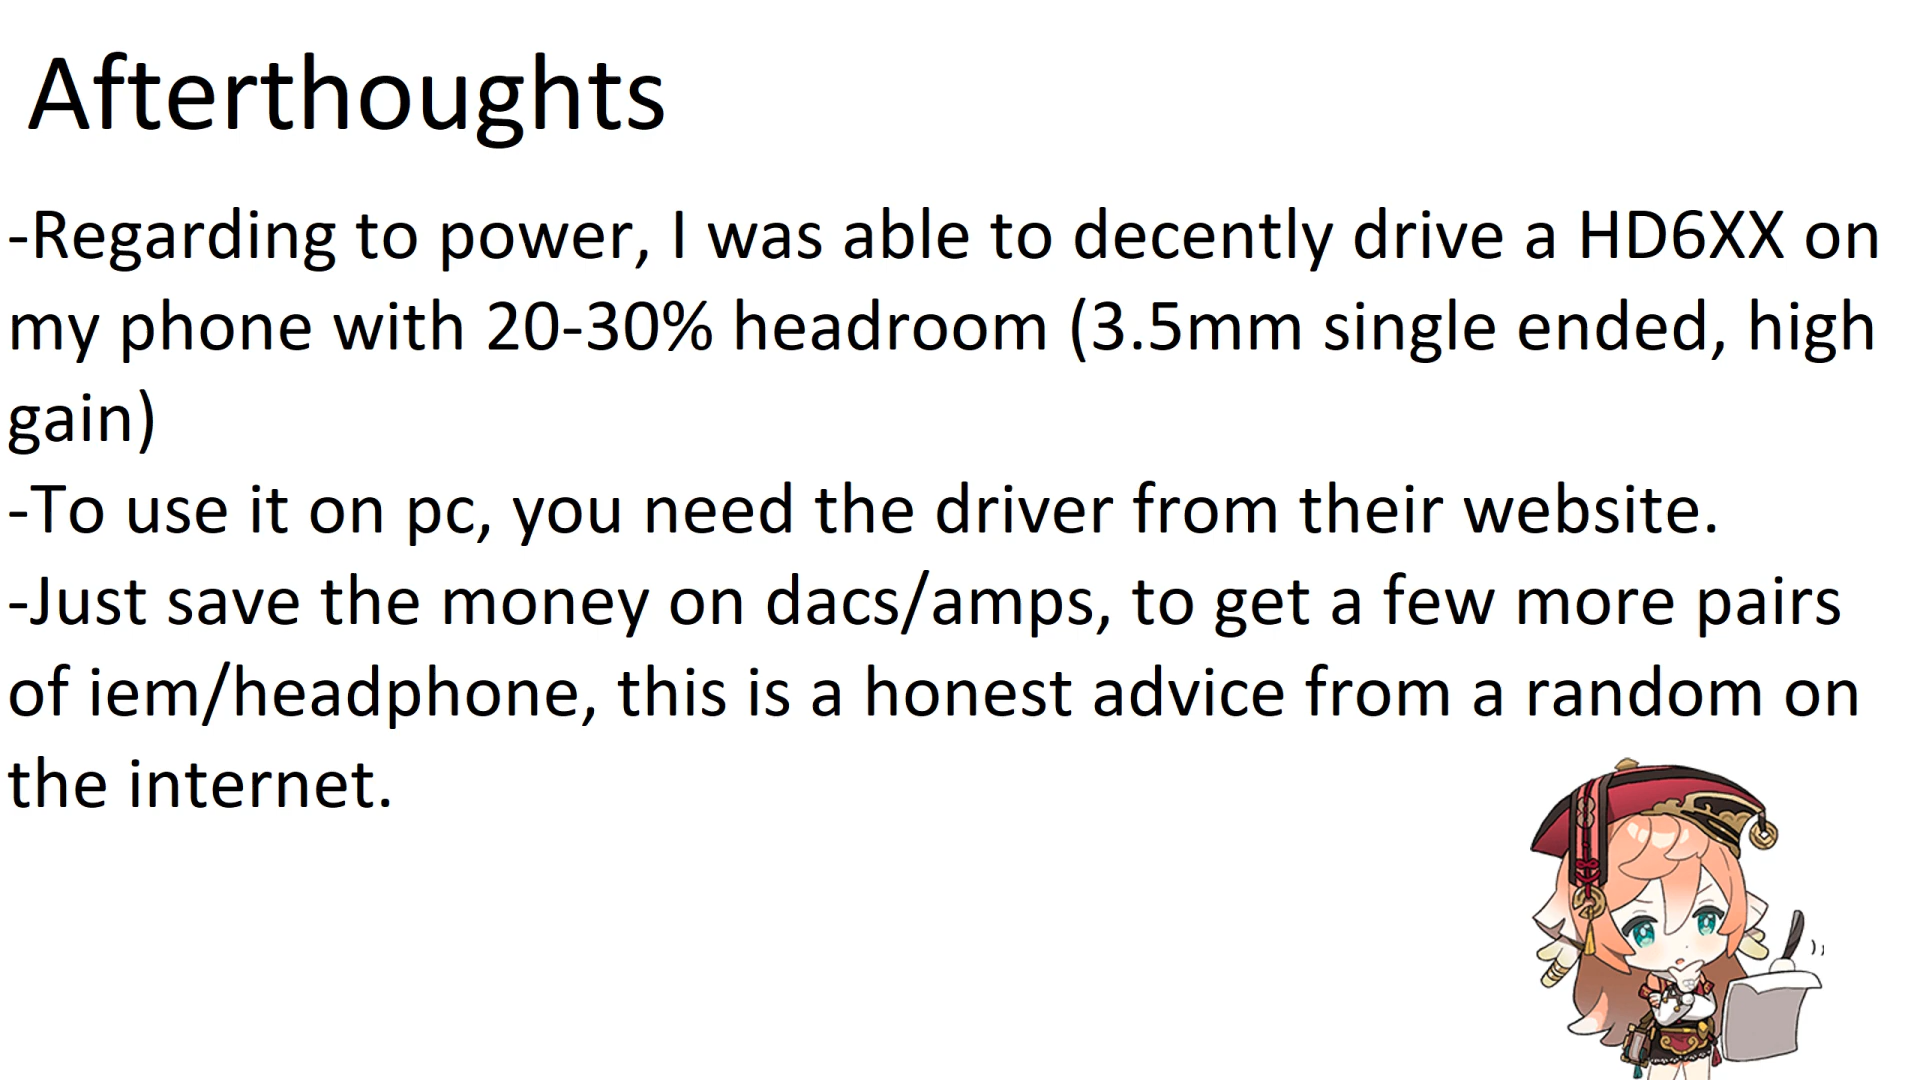 Afterthoughts
-Regarding to power, I was able to decently drive a HD6XX on
my phone with 20-30% headroom (3.5mm single ended, high
gain)
-To use it on pc, you need the driver from their website.
-Just save the money on dacs/amps, to get a few more pairs
of iem/headphone, this is a honest advice from a random on
the internet.